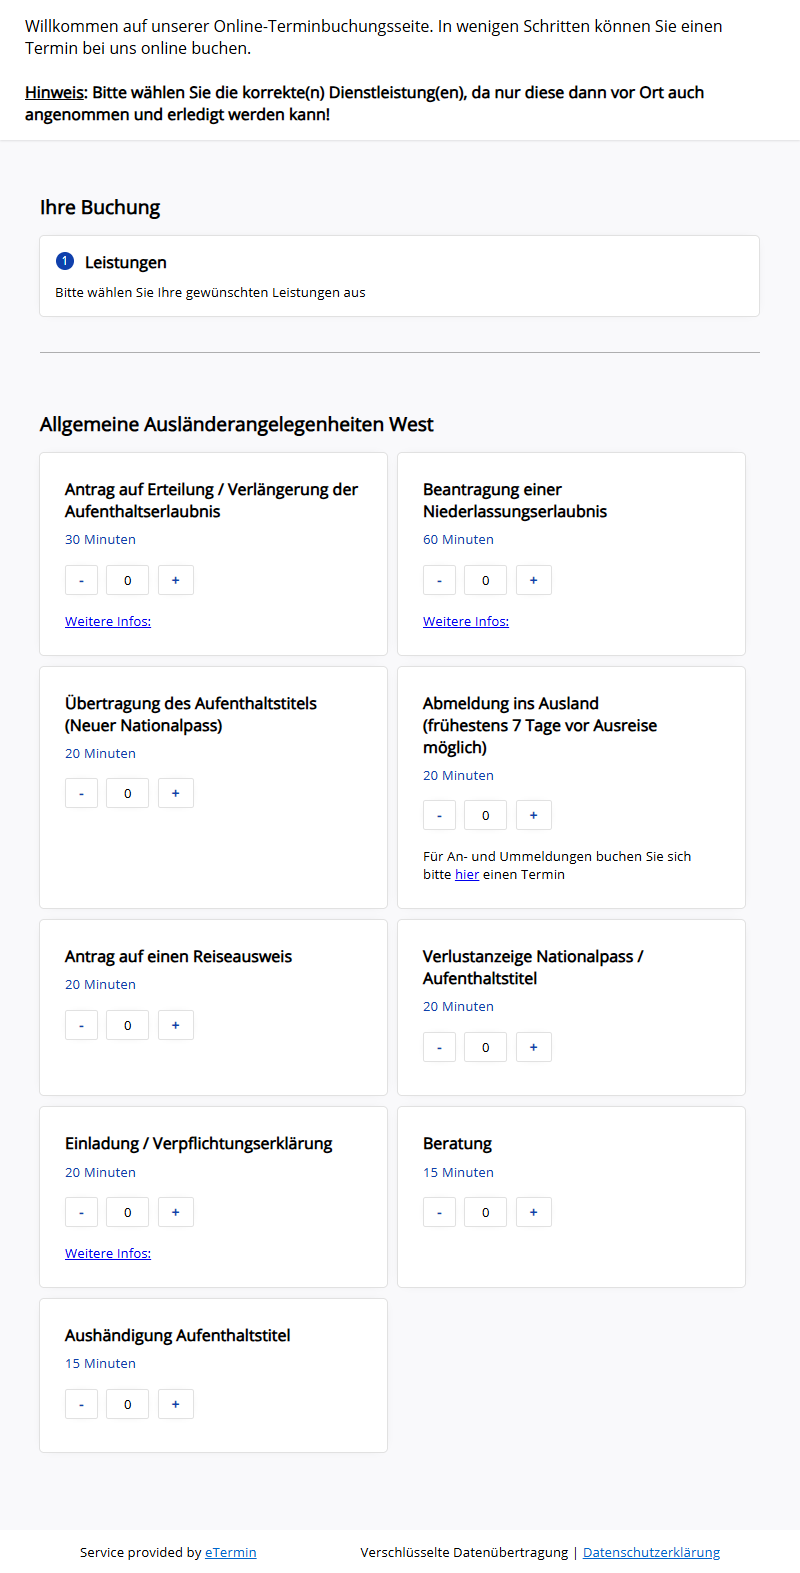 Willkommen auf unserer Online-Terminbuchungsseite. In wenigen Schritten können Sie einen
Termin bei uns online buchen.
Hinweis: Bitte wählen Sie die korrekte(n) Dienstleistung(en), da nur diese dann vor Ort auch
angenommen und erledigt werden kann!
Ihre Buchung
1 Leistungen
Bitte wählen Sie Ihre gewünschten Leistungen aus
Allgemeine Ausländerangelegenheiten West
Antrag auf Erteilung / Verlängerung der
Aufenthaltserlaubnis
30 Minuten
- 0 +
Weitere Infos:
Beantragung einer
Niederlassungserlaubnis
60 Minuten
- 0 +
Weitere Infos:
Übertragung des Aufenthaltstitels
(Neuer Nationalpass)
20 Minuten
- 0 +
Abmeldung ins Ausland
(frühestens 7 Tage vor Ausreise
möglich)
20 Minuten
- 0 +
Für An- und Ummeldungen buchen Sie sich
bitte hier einen Termin
Antrag auf einen Reiseausweis
20 Minuten
- 0 +
Verlustanzeige Nationalpass /
Aufenthaltstitel
20 Minuten
- 0 +
Einladung / Verpflichtungserklärung
20 Minuten
- 0 +
Weitere Infos:
Beratung
15 Minuten
- 0 +
Aushändigung Aufenthaltstitel
15 Minuten
- 0 +
Service provided by eTermin
Verschlüsselte Datenübertragung | Datenschutzerklärung